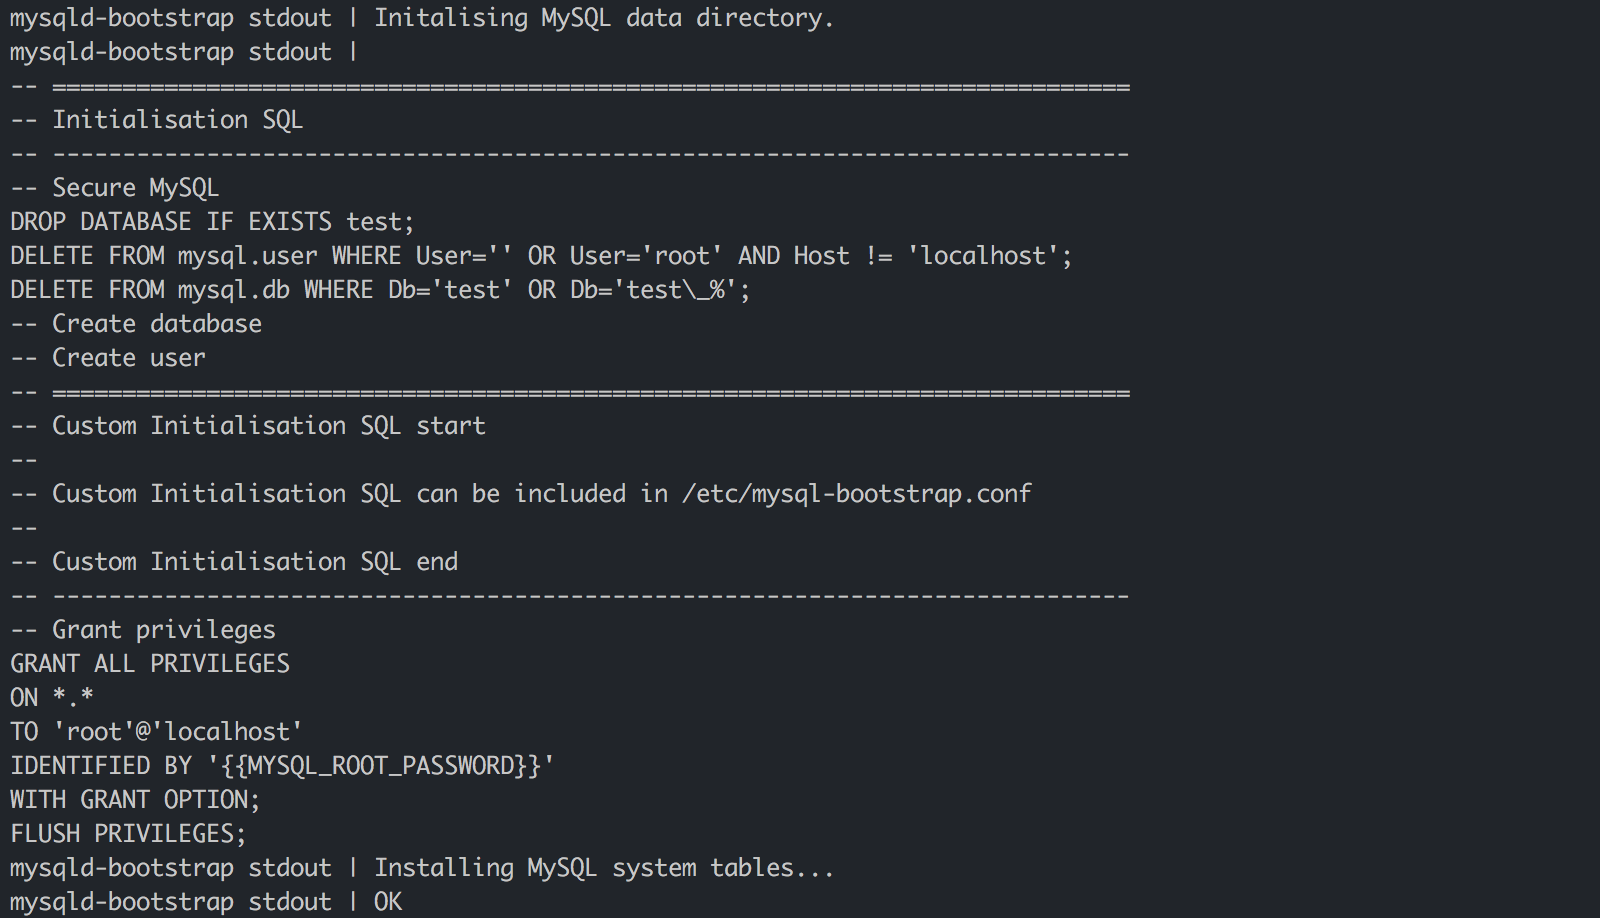 mysqld-bootstrap stdout | Initalising MySQL data directory.
mysqld-bootstrap stdout |
-- =============================================================================
-- Initialisation SQL
-- -----------------------------------------------------------------------------
-- Secure MySQL
DROP DATABASE IF EXISTS test;
DELETE FROM mysql.user WHERE User='' OR User='root' AND Host != 'localhost';
DELETE FROM mysql.db WHERE Db='test' OR Db='test\_%';
-- Create database
-- Create user
-- =============================================================================
-- Custom Initialisation SQL start
--
-- Custom Initialisation SQL can be included in /etc/mysql-bootstrap.conf
--
-- Custom Initialisation SQL end
-- -----------------------------------------------------------------------------
-- Grant privileges
GRANT ALL PRIVILEGES
ON *.*
TO 'root'@'localhost'
IDENTIFIED BY '{{MYSQL_ROOT_PASSWORD}}'
WITH GRANT OPTION;
FLUSH PRIVILEGES;
mysqld-bootstrap stdout | Installing MySQL system tables...
mysqld-bootstrap stdout | OK